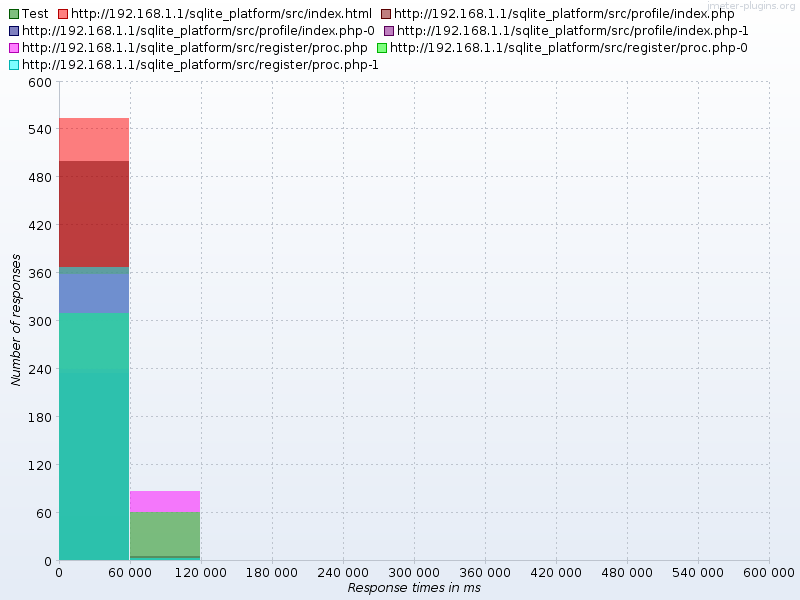 jmeter-plugins.org
Test http://192.168.1.1/sqlite_platform/src/index.html http://192.168.1.1/sqlite_platform/src/profile/index.php
http://192.168.1.1/sqlite_platform/src/profile/index.php-0 http://192.168.1.1/sqlite_platform/src/profile/index.php-1
http://192.168.1.1/sqlite_platform/src/register/proc.php http://192.168.1.1/sqlite_platform/src/register/proc.php-0
http://192.168.1.1/sqlite_platform/src/register/proc.php-1
600
540
480
420
360
300
240
180
120
60
0
Number of responses
0 60 000 120 000 180 000 240 000 300 000 360 000 420 000 480 000 540 000 600 000
Response times in ms